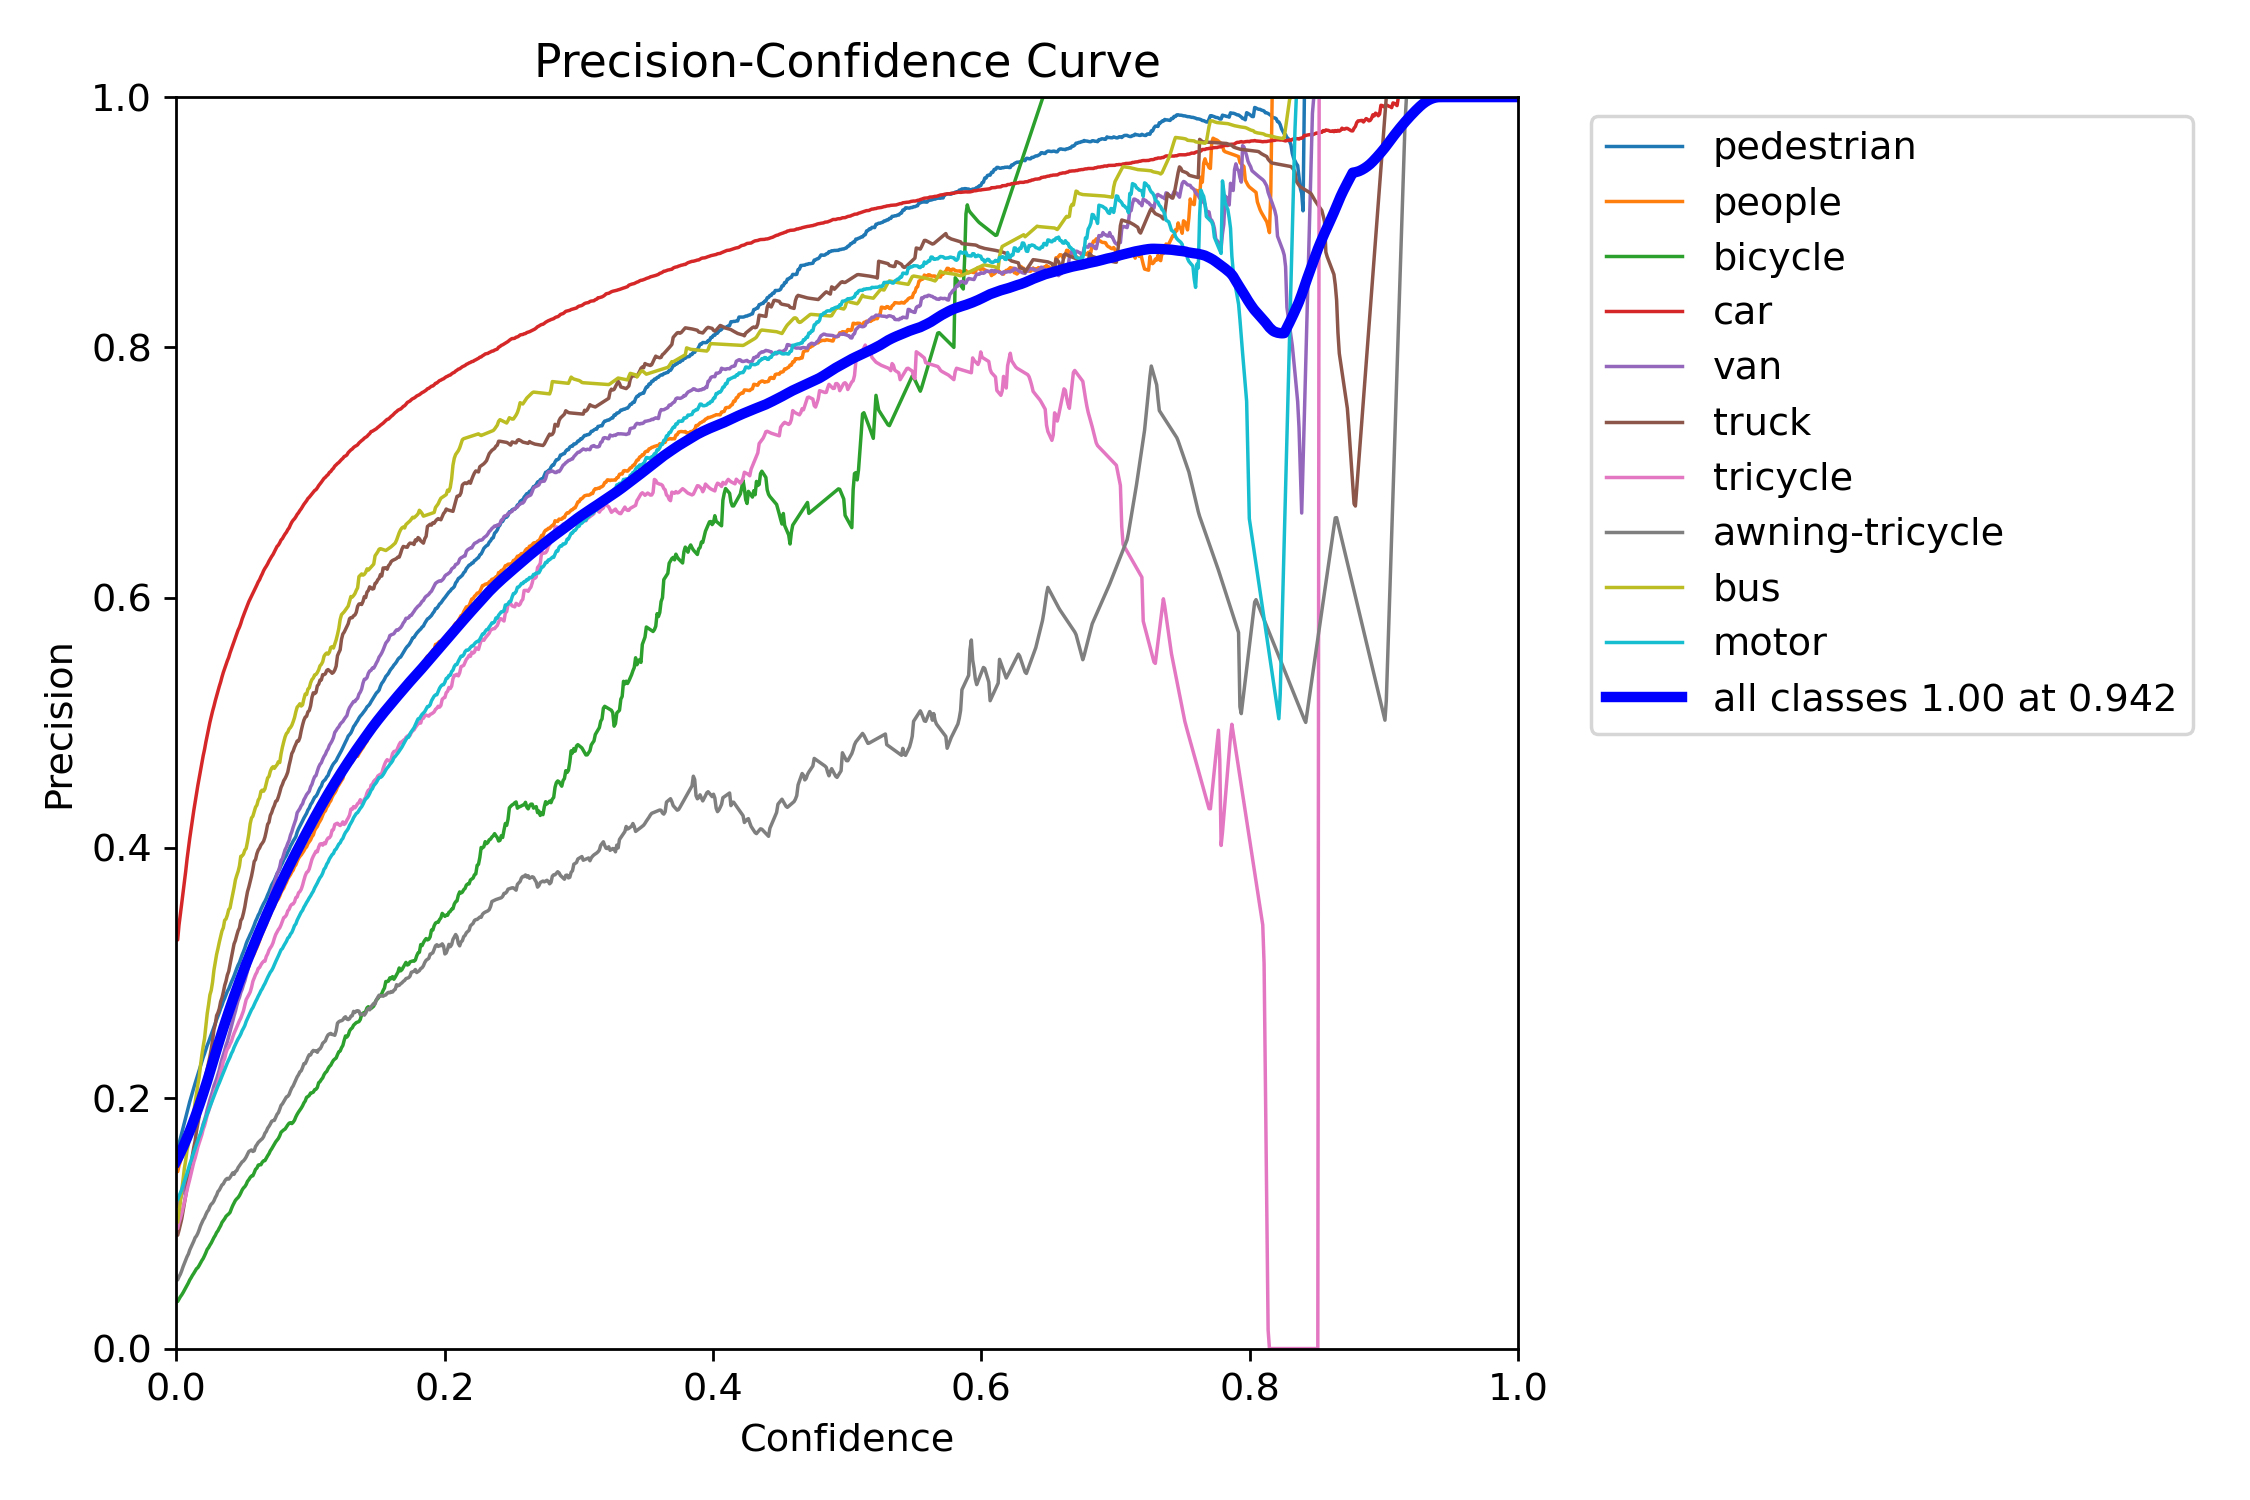 Precision-Confidence Curve
1.0
0.8
0.6
0.4
0.2
0.0
Precision
0.0 0.2 0.4 0.6 0.8 1.0
Confidence
pedestrian
people
bicycle
car
van
truck
tricycle
awning-tricycle
bus
motor
all classes 1.00 at 0.942